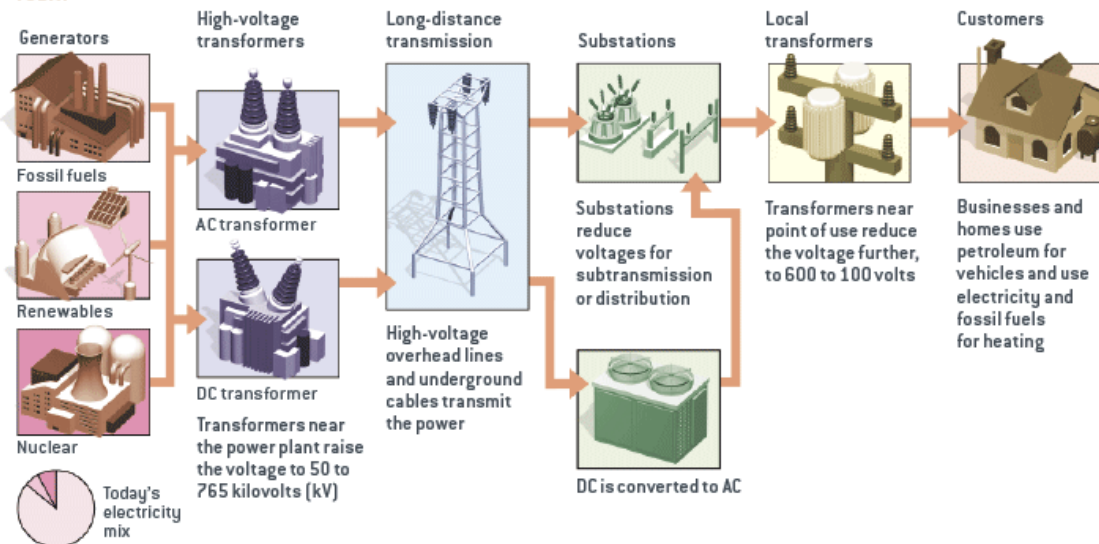 Generators
Fossil fuels
Renewables
Nuclear
Today's
electricity
mix
High-voltage
transformers
AC transformer
DC transformer
Transformers near
the power plant raise
the voltage to 50 to
765 kilovolts (kV)
Long-distance
transmission
High-voltage
overhead lines
and underground
cables transmit
the power
Substations
Substations
reduce
voltages for
subtransmission
or distribution
DC is converted to AC
Local
transformers
Transformers near
point of use reduce
the voltage further,
to 600 to 100 volts
Customers
Businesses and
homes use
petroleum for
vehicles and use
electricity and
fossil fuels
for heating